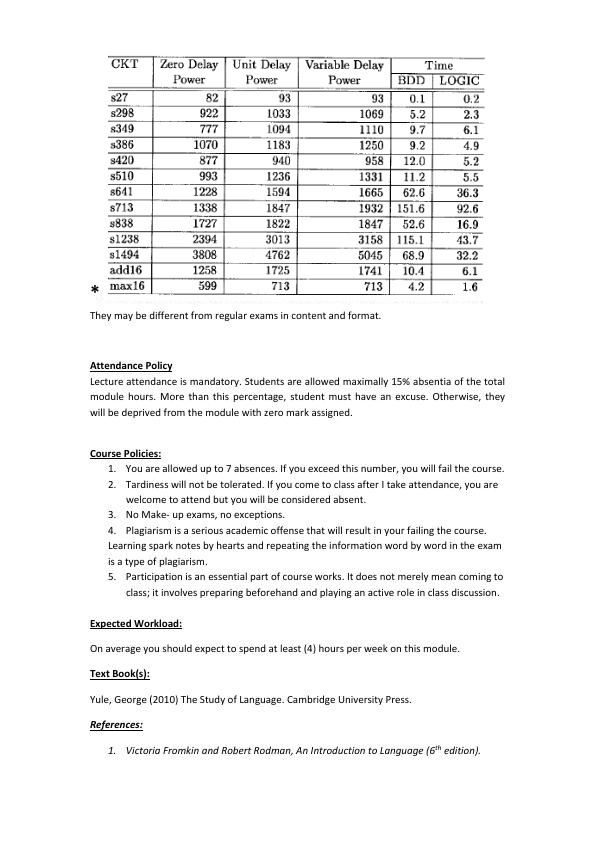 CKT Zero Delay Unit Delay Variable Delay Time
Power Power Power BDD LOGIC
s27 82 93 93 0.1 0.2
s298 922 1033 1069 5.2 2.3
s349 777 1094 1110 9.7 6.1
s386 1070 1183 1250 9.2 4.9
s420 877 940 958 12.0 5.2
s510 993 1236 1331 11.2 5.5
s641 1228 1594 1665 62.6 36.3
s713 1338 1847 1932 151.6 92.6
s838 1727 1822 1847 52.6 16.9
s1238 2394 3013 3158 115.1 43.7
s1494 3808 4762 5045 68.9 32.2
add16 1258 1725 1741 10.4 6.1
* max16 599 713 713 4.2 1.6
They may be different from regular exams in content and format.
Attendance Policy
Lecture attendance is mandatory. Students are allowed maximally 15% absentia of the total
module hours. More than this percentage, student must have an excuse. Otherwise, they
will be deprived from the module with zero mark assigned.
Course Policies:
1. You are allowed up to 7 absences. If you exceed this number, you will fail the course.
2. Tardiness will not be tolerated. If you come to class after I take attendance, you are
welcome to attend but you will be considered absent.
3. No Make- up exams, no exceptions.
4. Plagiarism is a serious academic offense that will result in your failing the course.
Learning spark notes by hearts and repeating the information word by word in the exam
is a type of plagiarism.
5. Participation is an essential part of course works. It does not merely mean coming to
class; it involves preparing beforehand and playing an active role in class discussion.
Expected Workload:
On average you should expect to spend at least (4) hours per week on this module.
Text Book(s):
Yule, George (2010) The Study of Language. Cambridge University Press.
References:
1. Victoria Fromkin and Robert Rodman, An Introduction to Language (6th edition).